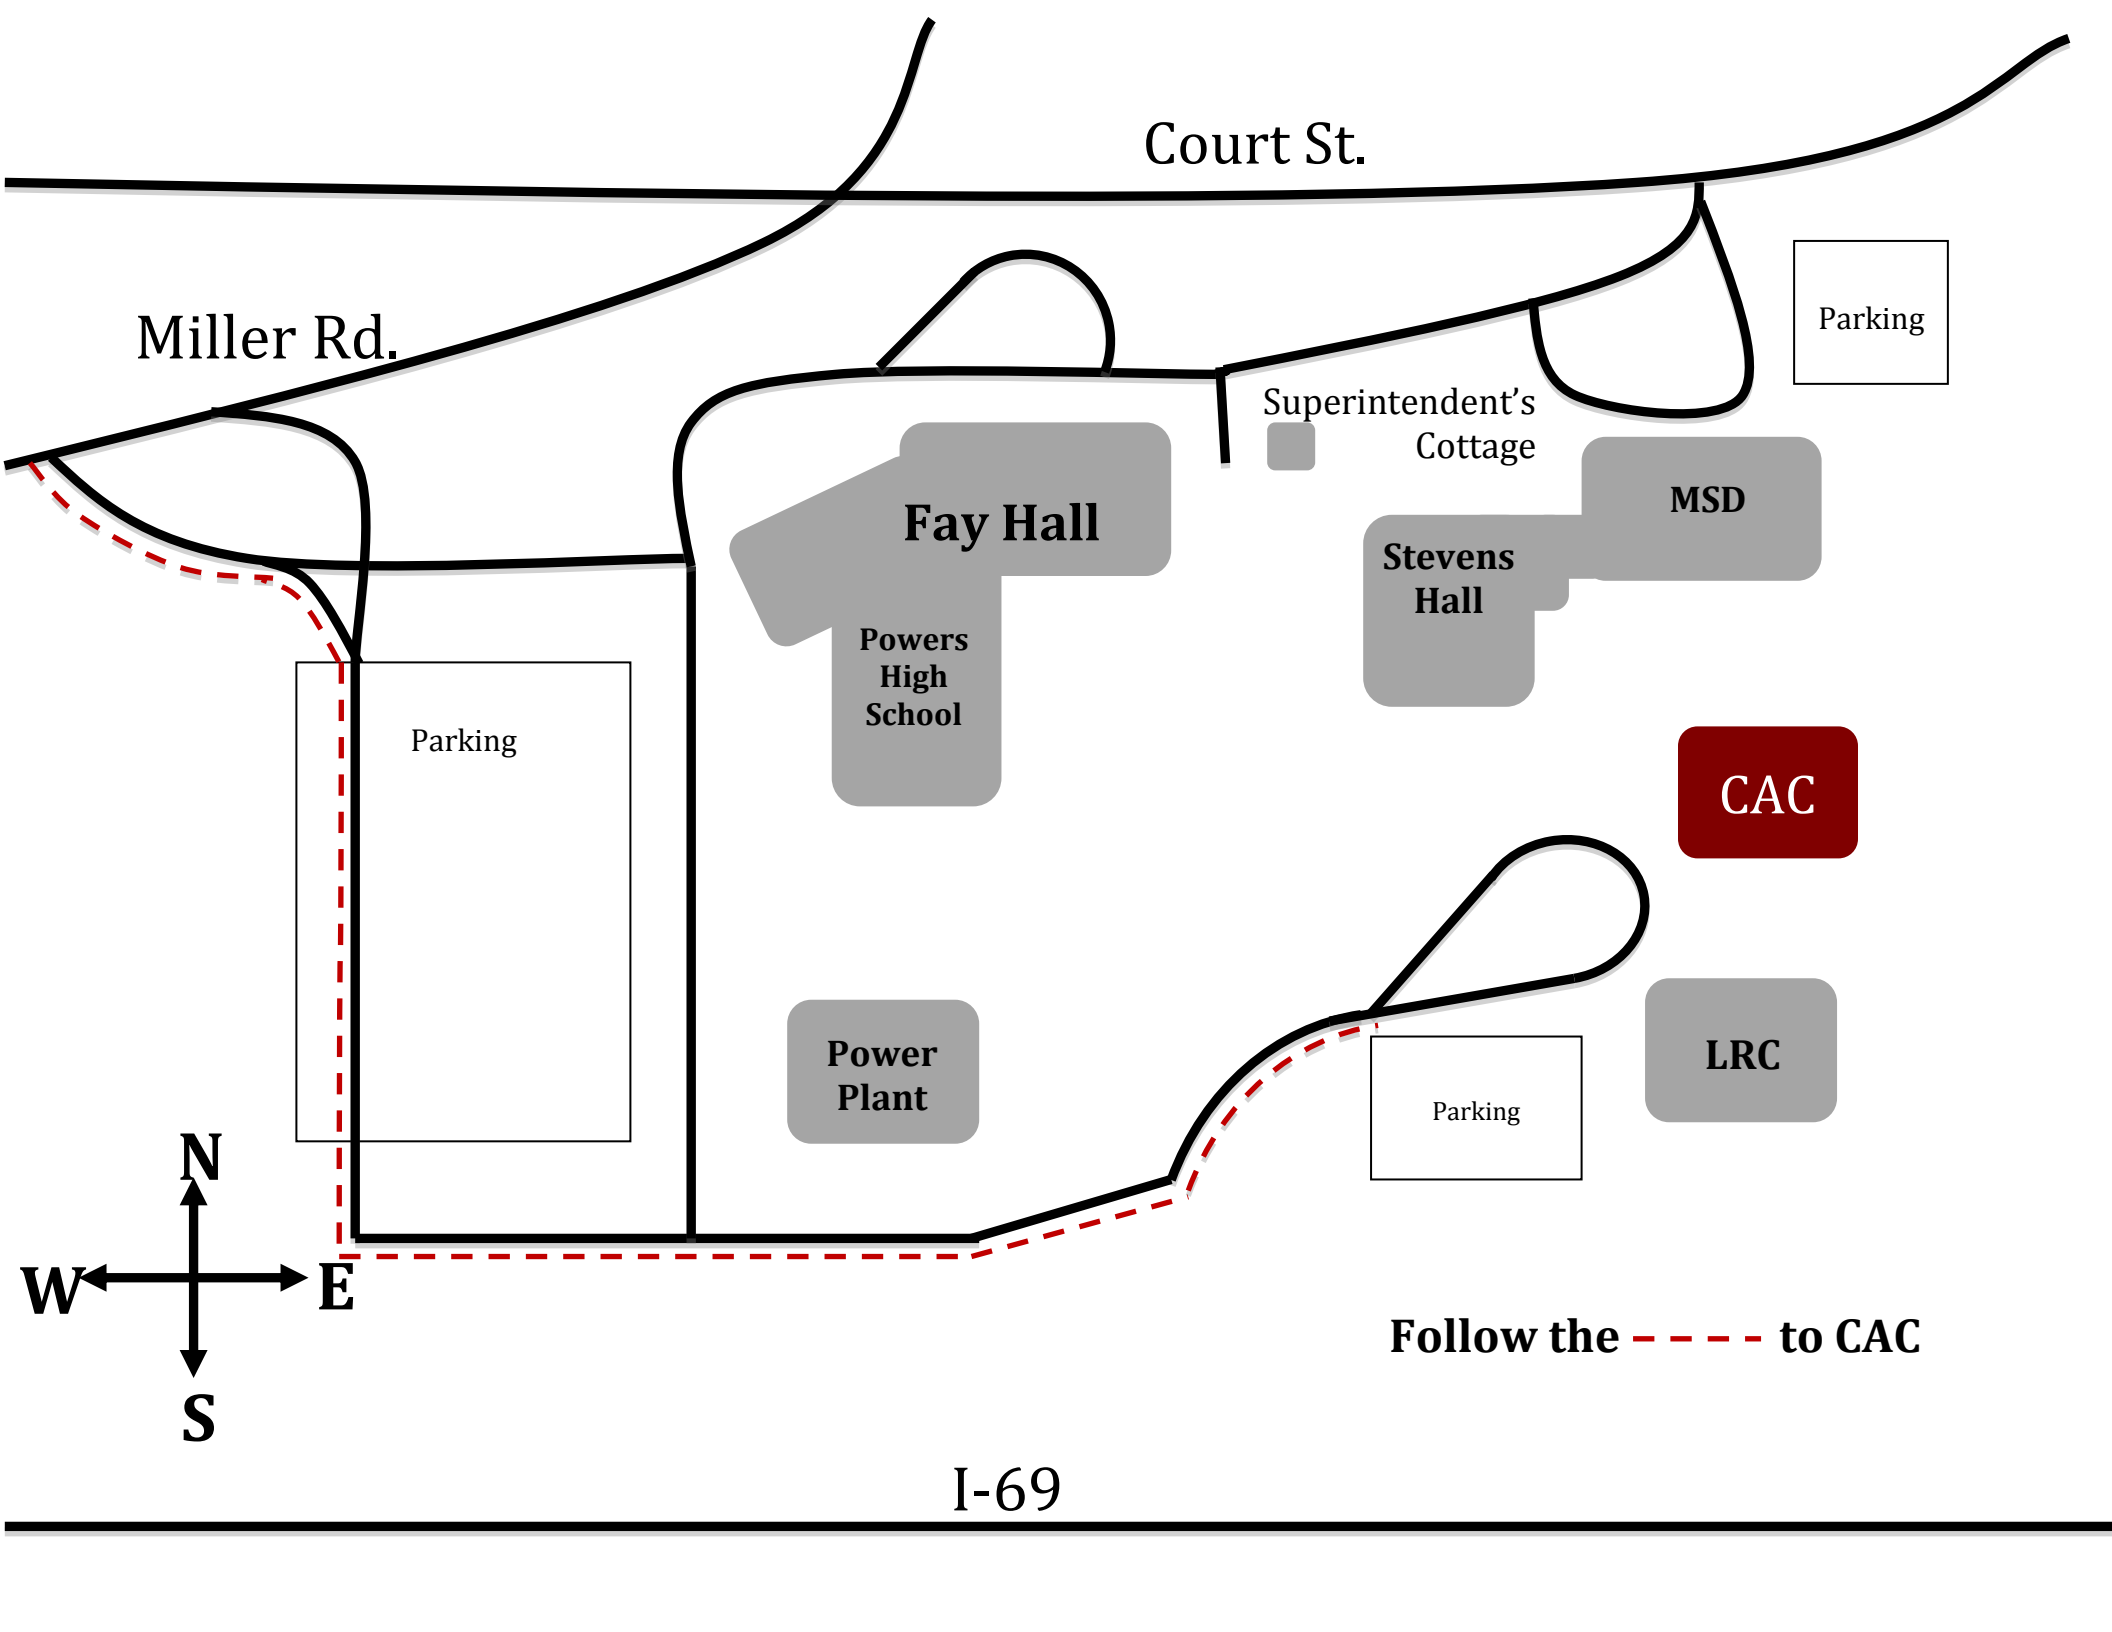 Court St.
Miller Rd.
Parking
Superintendent’s
Cottage
MSD
Fay Hall
Stevens
Hall
Powers
High
School
Parking
CAC
Power
Plant
LRC
Parking
N
W
E
S
Follow the
to CAC
I-69